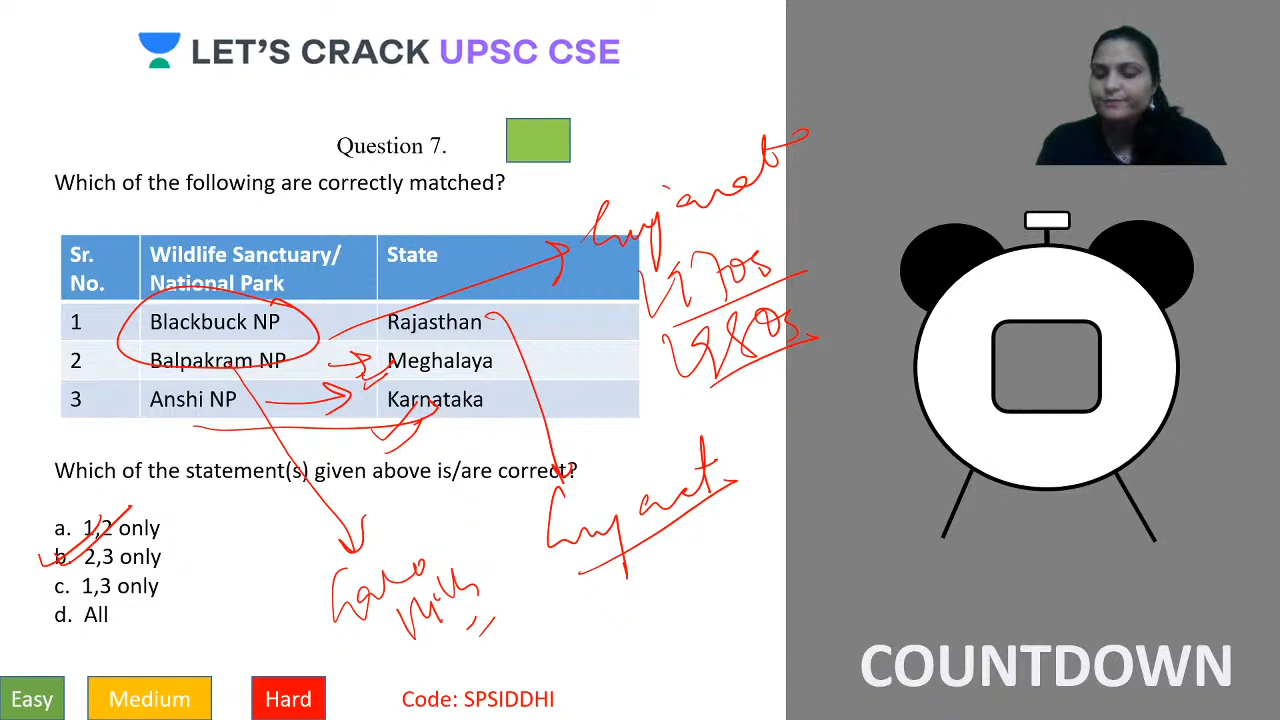 LET'S CRACK UPSC CSE
Question 7.
Which of the following are correctly matched?
Sr. No. Wildlife Sanctuary/ National Park State
1 Blackbuck NP Rajasthan
2 Balpakram NP Meghalaya
3 Anshi NP Karnataka
Gujarat
1970s
1980s
Which of the statement(s) given above is/are correct?
a. 1,2 only
b. 2,3 only
c. 1,3 only
d. All
Gujarat
Garo
Hills
Easy Medium Hard Code: SPSIDDHI
COUNTDOWN